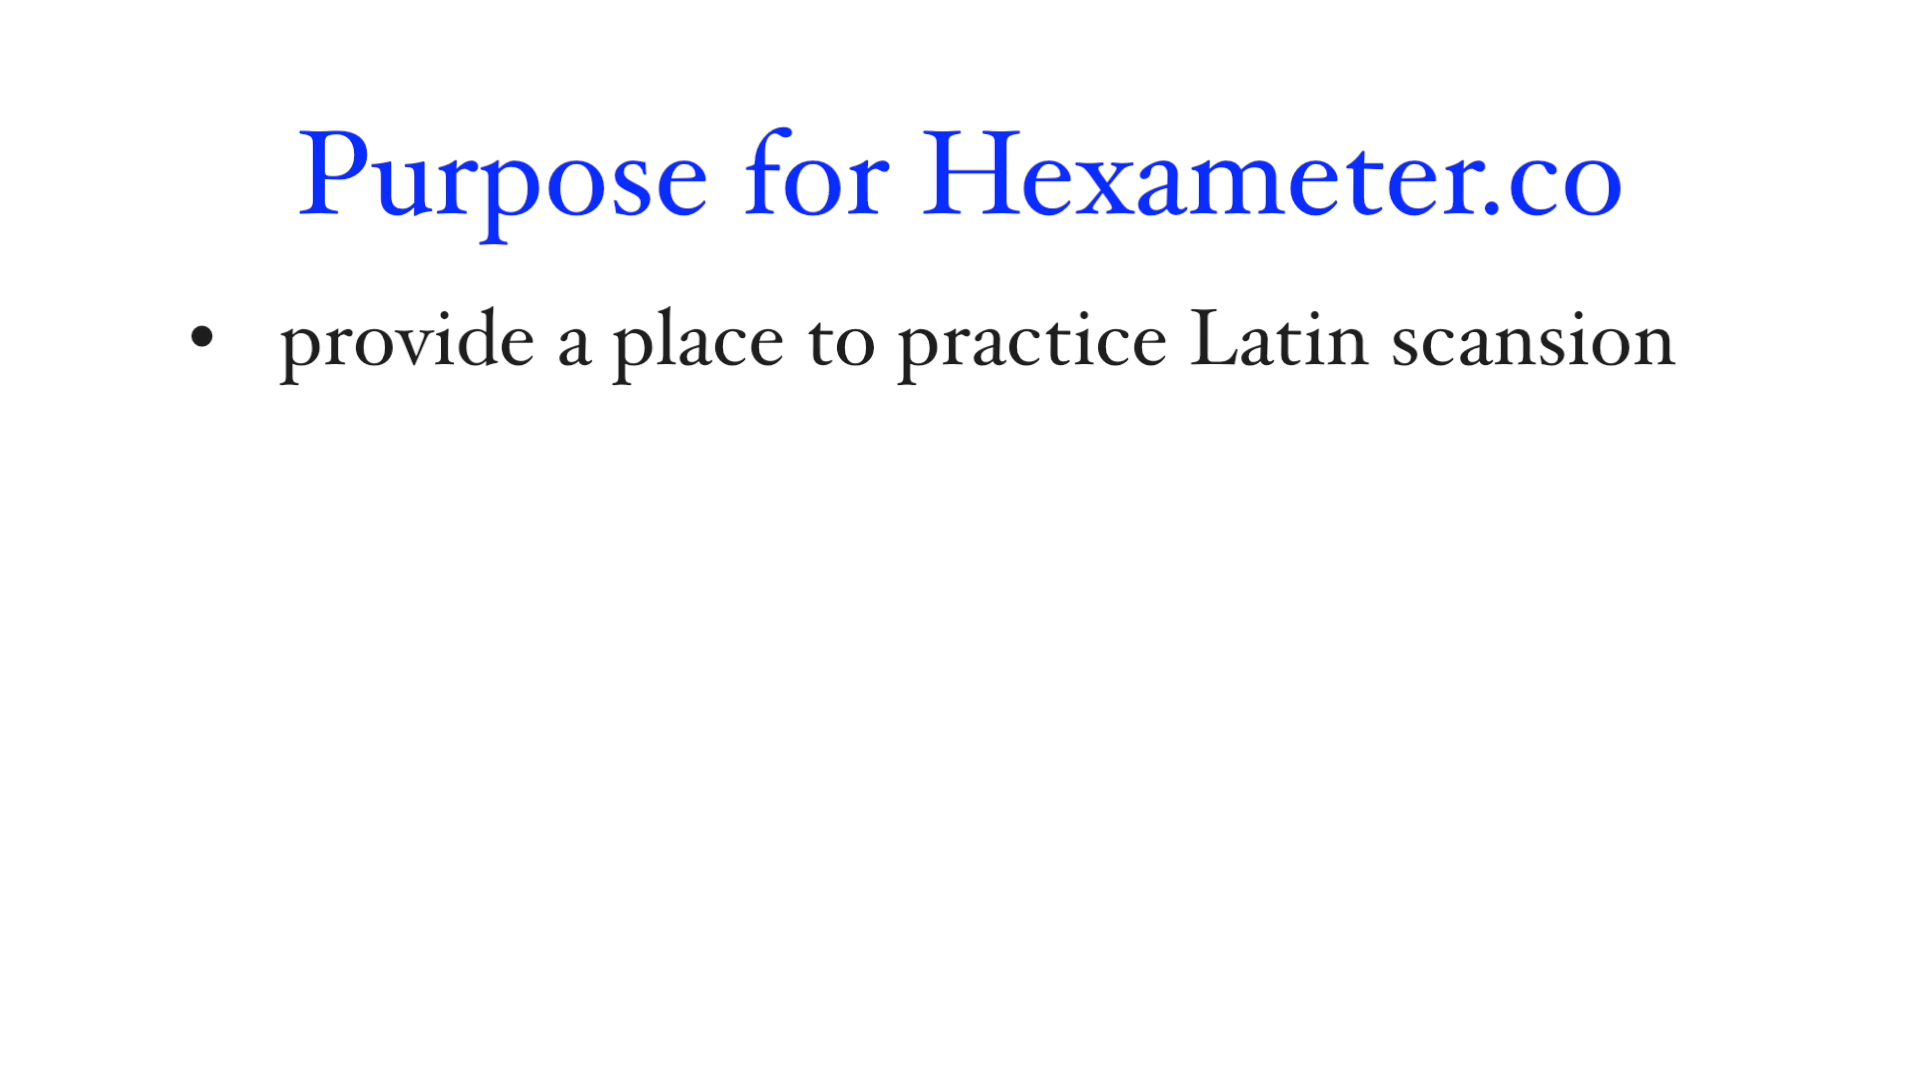 Purpose for Hexameter.co
• provide a place to practice Latin scansion